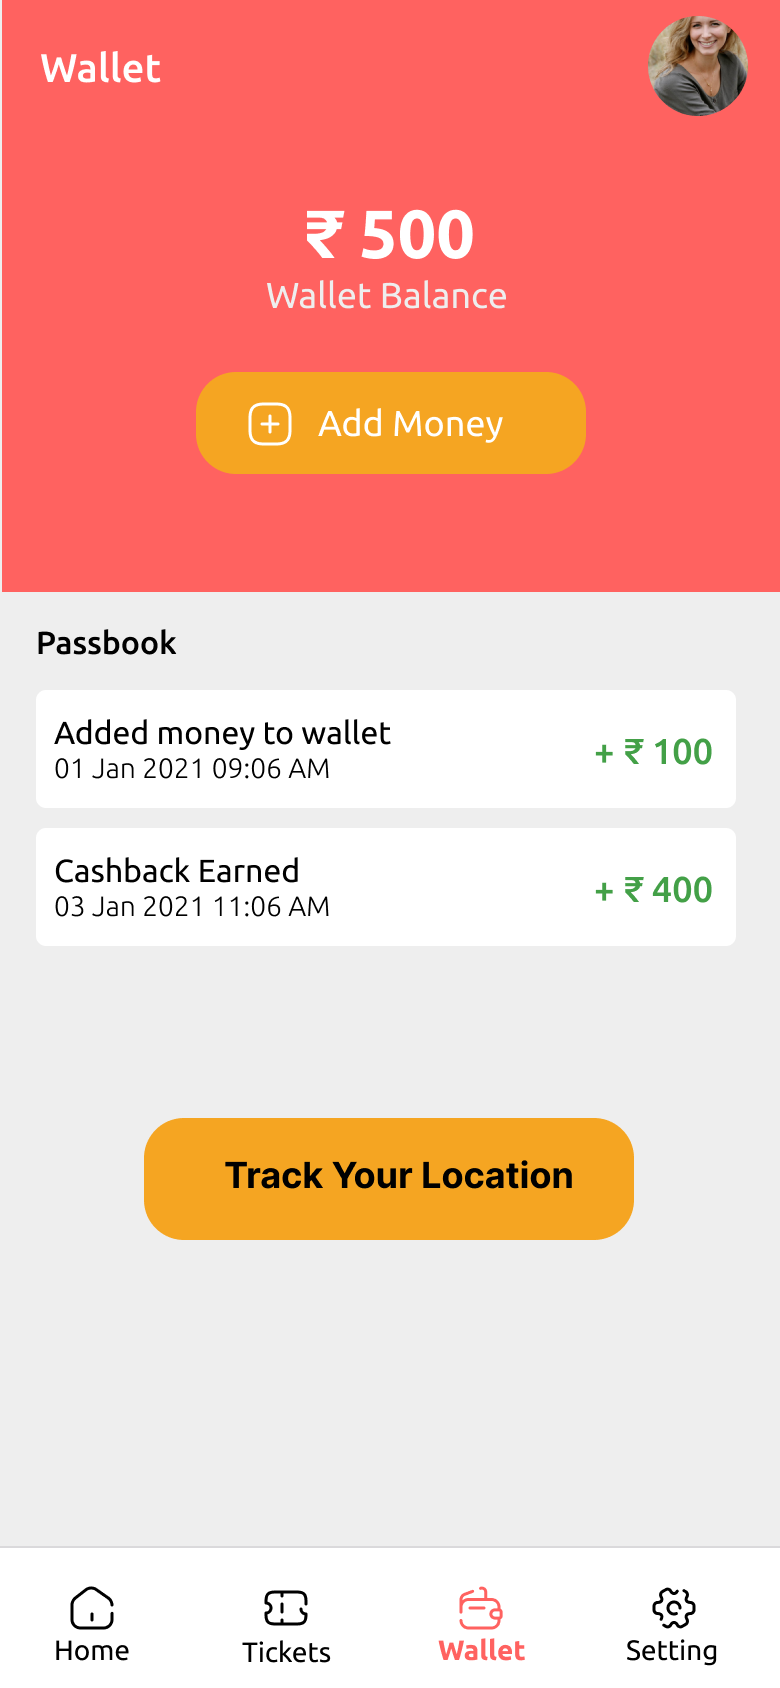 Wallet
₹ 500
Wallet Balance
Add Money
Passbook
Added money to wallet
01 Jan 2021 09:06 AM
+ ₹ 100
Cashback Earned
03 Jan 2021 11:06 AM
+ ₹ 400
Track Your Location
Home
Tickets
Wallet
Setting